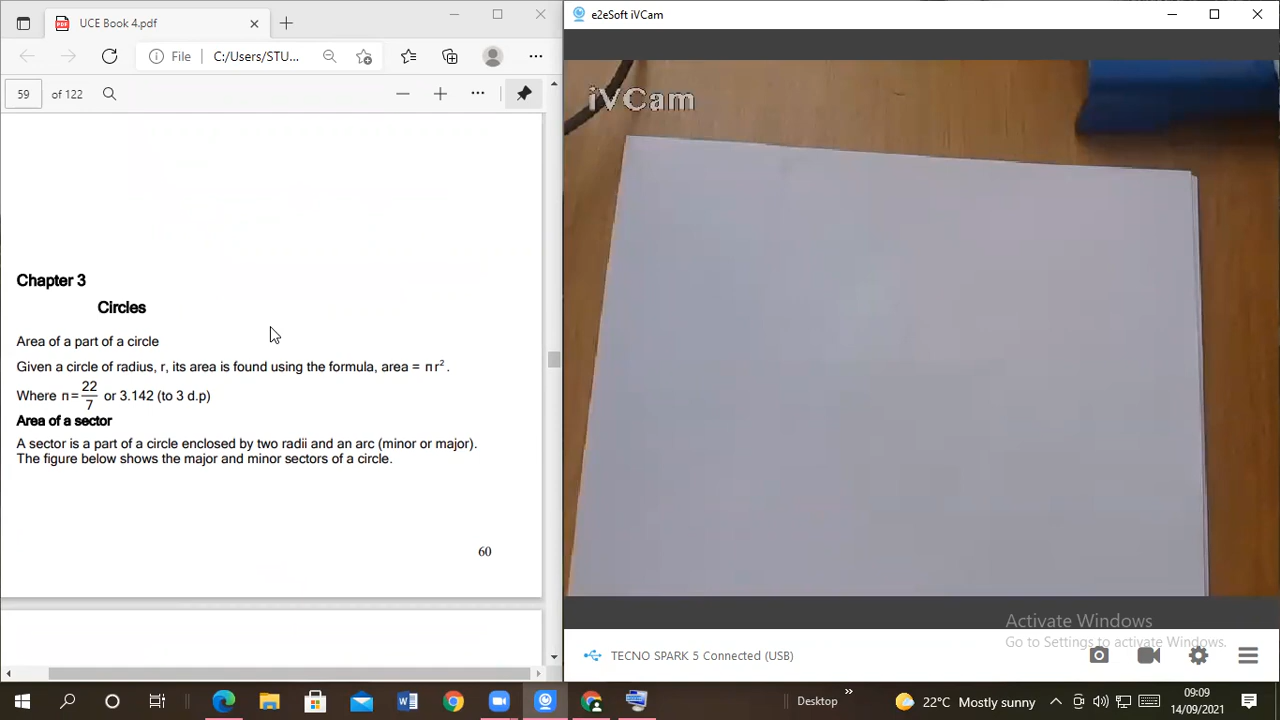 UCE Book 4.pdf
File
C:/Users/STU...
59
of 122
Chapter 3
Circles
Area of a part of a circle
Given a circle of radius, r, its area is found using the formula, area = πr².
Where π = 22/7 or 3.142 (to 3 d.p)
Area of a sector
A sector is a part of a circle enclosed by two radii and an arc (minor or major).
The figure below shows the major and minor sectors of a circle.
60
e2eSoft iVCam
iVCam
Activate Windows
Go to Settings to activate Windows.
TECNO SPARK 5 Connected (USB)
Desktop
22°C Mostly sunny
09:09
14/09/2021